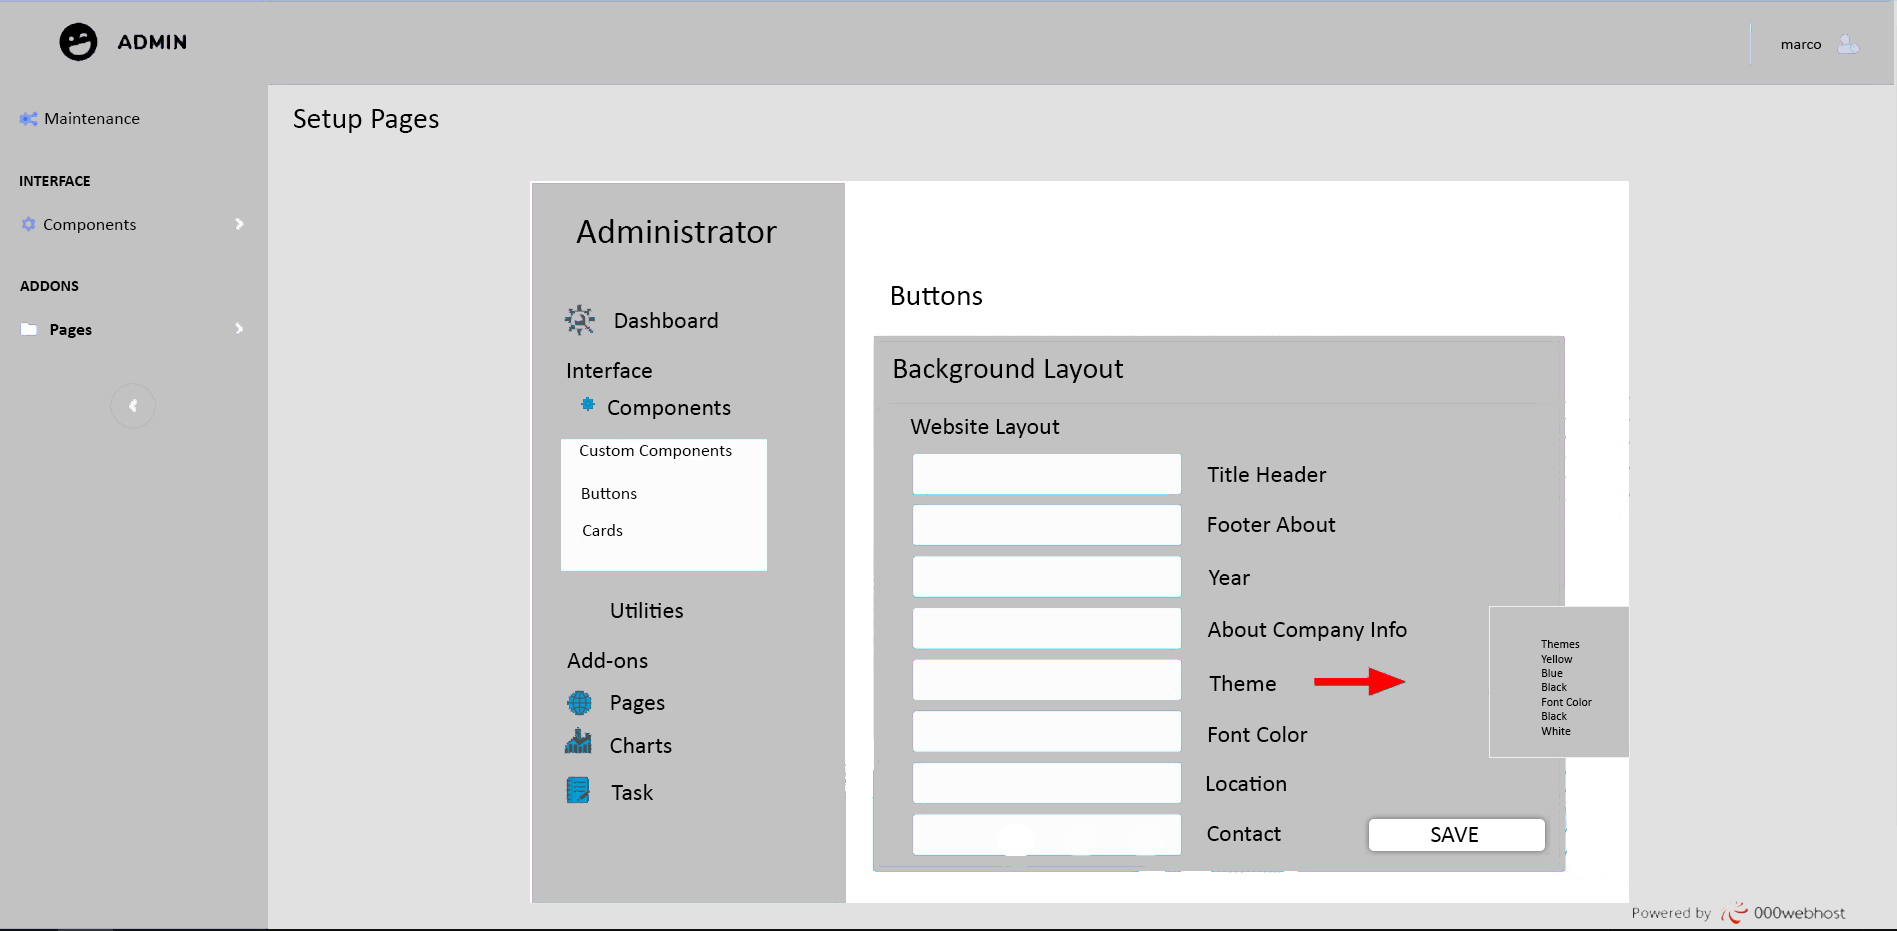 ADMIN
marco
Maintenance
INTERFACE
Components
ADDONS
Pages
Setup Pages
Administrator
Dashboard
Interface
Components
Custom Components
Buttons
Cards
Utilities
Add-ons
Pages
Charts
Task
Buttons
Background Layout
Website Layout
Title Header
Footer About
Year
About Company Info
Theme
Font Color
Location
Contact
SAVE
Themes
Yellow
Blue
Black
Font Color
Black
White
Powered by 000webhost